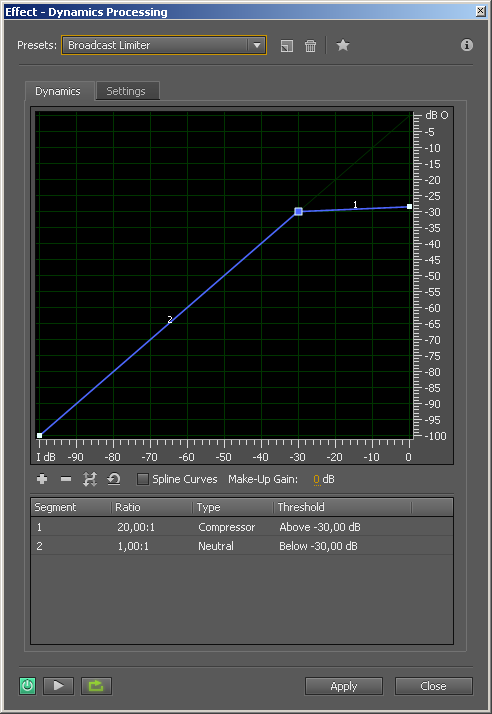 Effect - Dynamics Processing
Presets: Broadcast Limiter
Dynamics Settings
dB O
-5
-10
-15
-20
-25
-30
-35
-40
-45
-50
-55
-60
-65
-70
-75
-80
-85
-90
-95
-100
1
2
I dB -90 -80 -70 -60 -50 -40 -30 -20 -10 0
Spline Curves Make-Up Gain: 0 dB
Segment Ratio Type Threshold
1 20,00:1 Compressor Above -30,00 dB
2 1,00:1 Neutral Below -30,00 dB
Apply Close